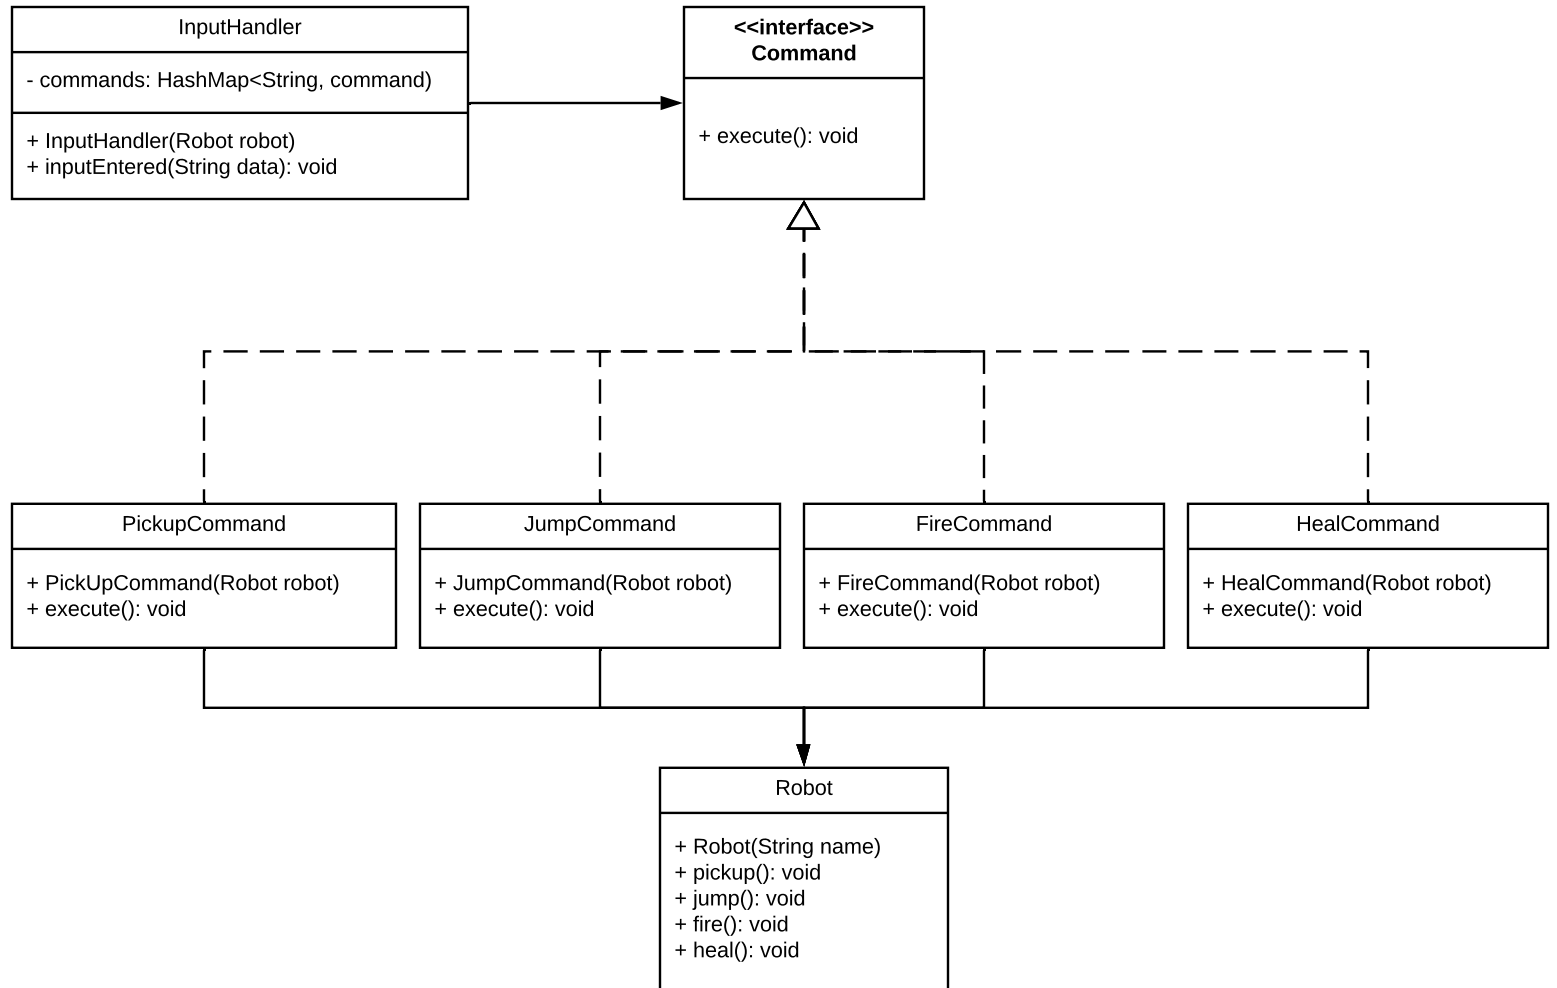 InputHandler
- commands: HashMap<String, command)
+ InputHandler(Robot robot)
+ inputEntered(String data): void
<<interface>>
Command
+ execute(): void
PickupCommand
+ PickUpCommand(Robot robot)
+ execute(): void
JumpCommand
+ JumpCommand(Robot robot)
+ execute(): void
FireCommand
+ FireCommand(Robot robot)
+ execute(): void
HealCommand
+ HealCommand(Robot robot)
+ execute(): void
Robot
+ Robot(String name)
+ pickup(): void
+ jump(): void
+ fire(): void
+ heal(): void